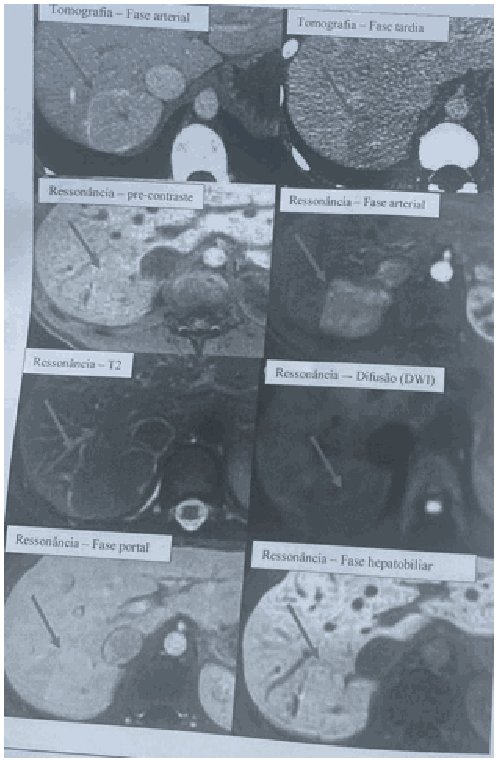 Tomografia – Fase arterial
Tomografia – Fase tardia
Ressonância – pre-contraste
Ressonância – Fase arterial
Ressonância – T2
Ressonância – Difusão (DWI)
Ressonância – Fase portal
Ressonância – Fase hepatobiliar